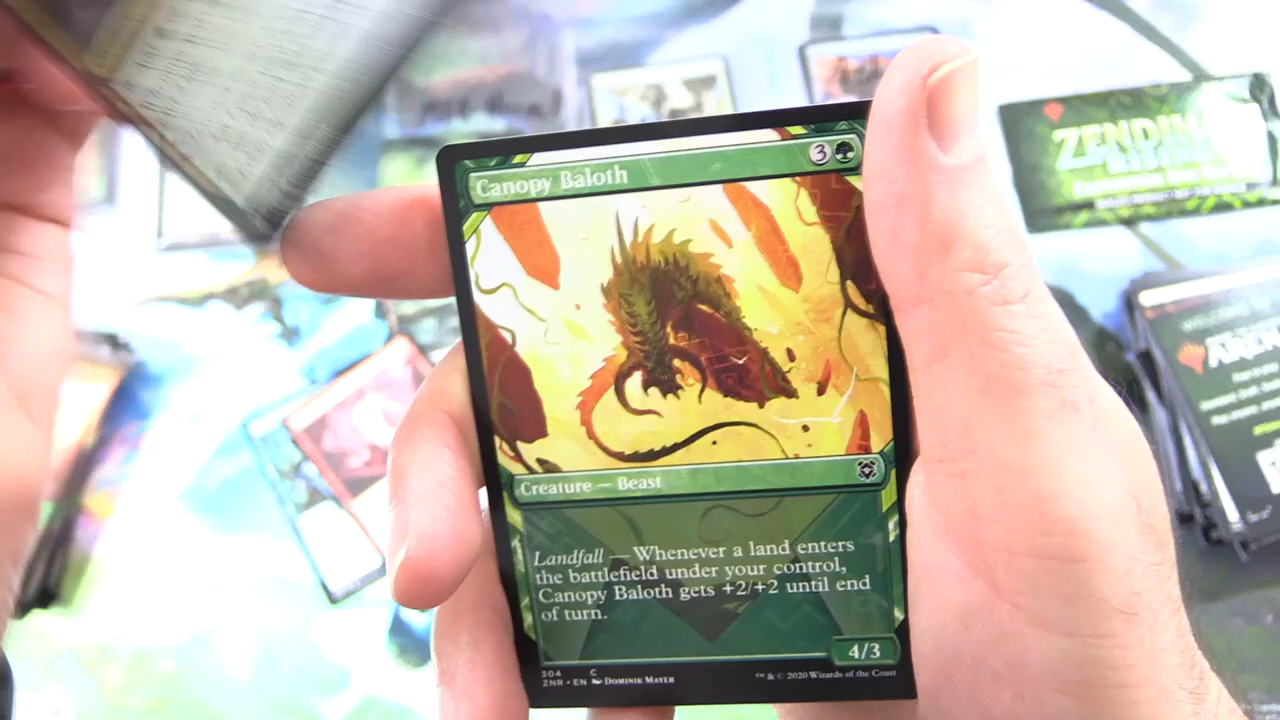 Canopy Baloth
3
Creature — Beast
Landfall — Whenever a land enters
the battlefield under your control,
Canopy Baloth gets +2/+2 until end
of turn.
4/3
304 C
ZNR • EN DOMINIK MAYER
™ & © 2020 Wizards of the Coast